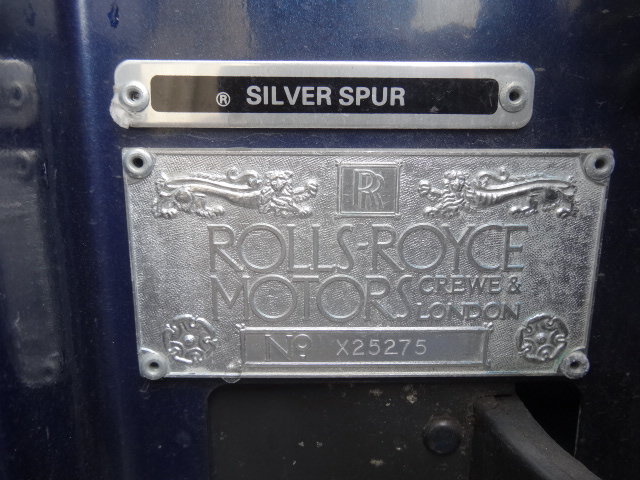 ® SILVER SPUR
RR
ROLLS-ROYCE
MOTORS CREWE &
LONDON
No X25275